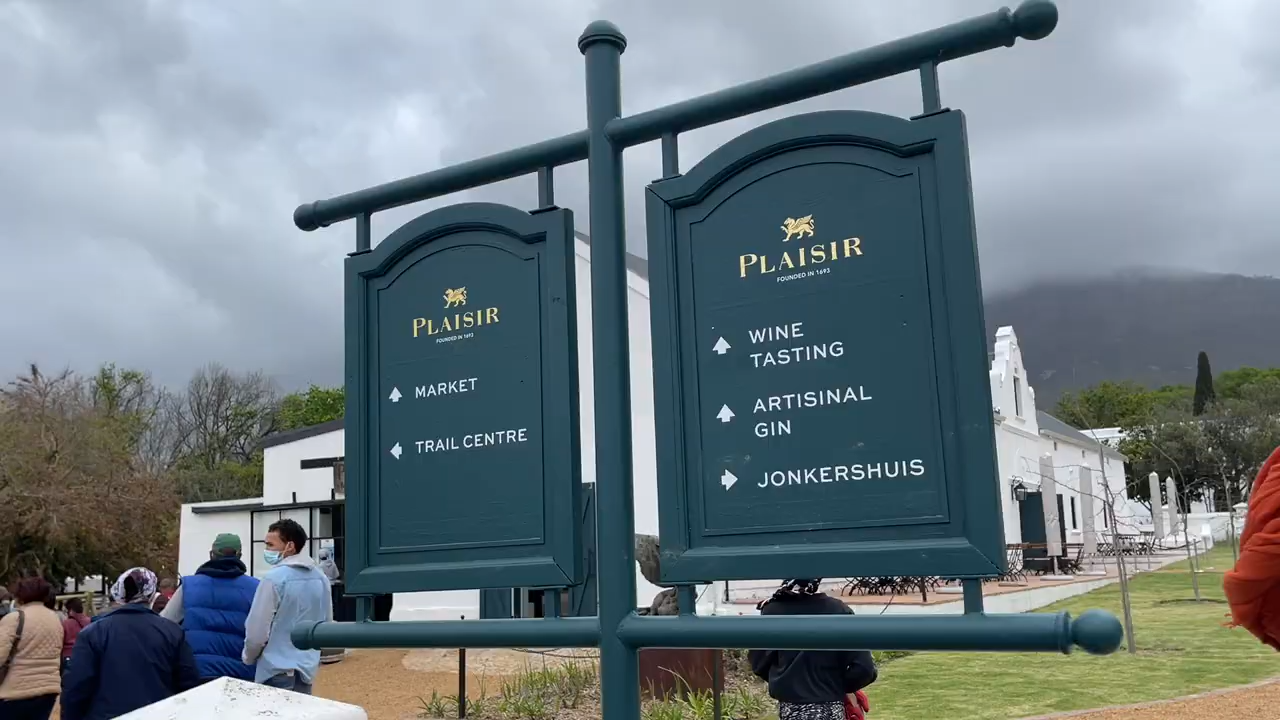 PLAISIR
FOUNDED IN 1693
MARKET
TRAIL CENTRE
PLAISIR
FOUNDED IN 1693
WINE
TASTING
ARTISINAL
GIN
JONKERSHUIS